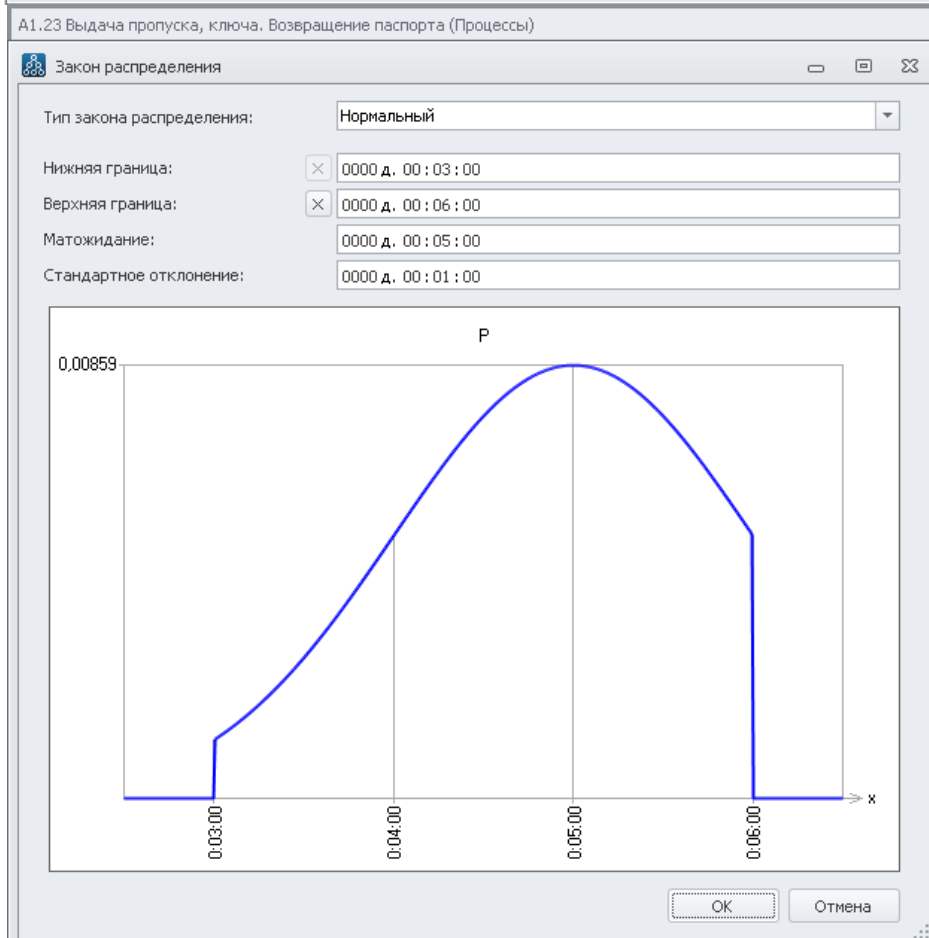 А1.23 Выдача пропуска, ключа. Возвращение паспорта (Процессы)
Закон распределения
Тип закона распределения: Нормальный
Нижняя граница: 0000 д. 00 : 03 : 00
Верхняя граница: 0000 д. 00 : 06 : 00
Матожидание: 0000 д. 00 : 05 : 00
Стандартное отклонение: 0000 д. 00 : 01 : 00
P
0,00859
x
0:03:00 0:04:00 0:05:00 0:06:00
ОК Отмена